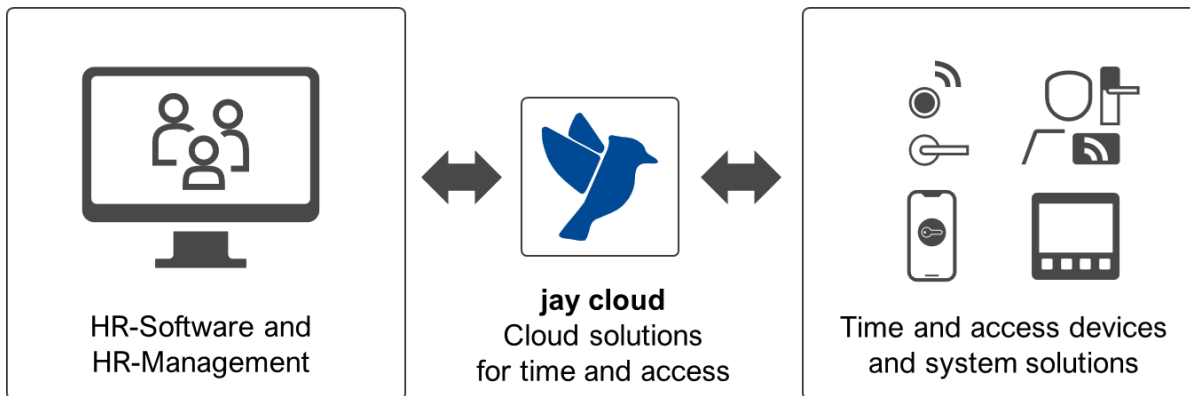 HR-Software and
HR-Management
jay cloud
Cloud solutions
for time and access
Time and access devices
and system solutions